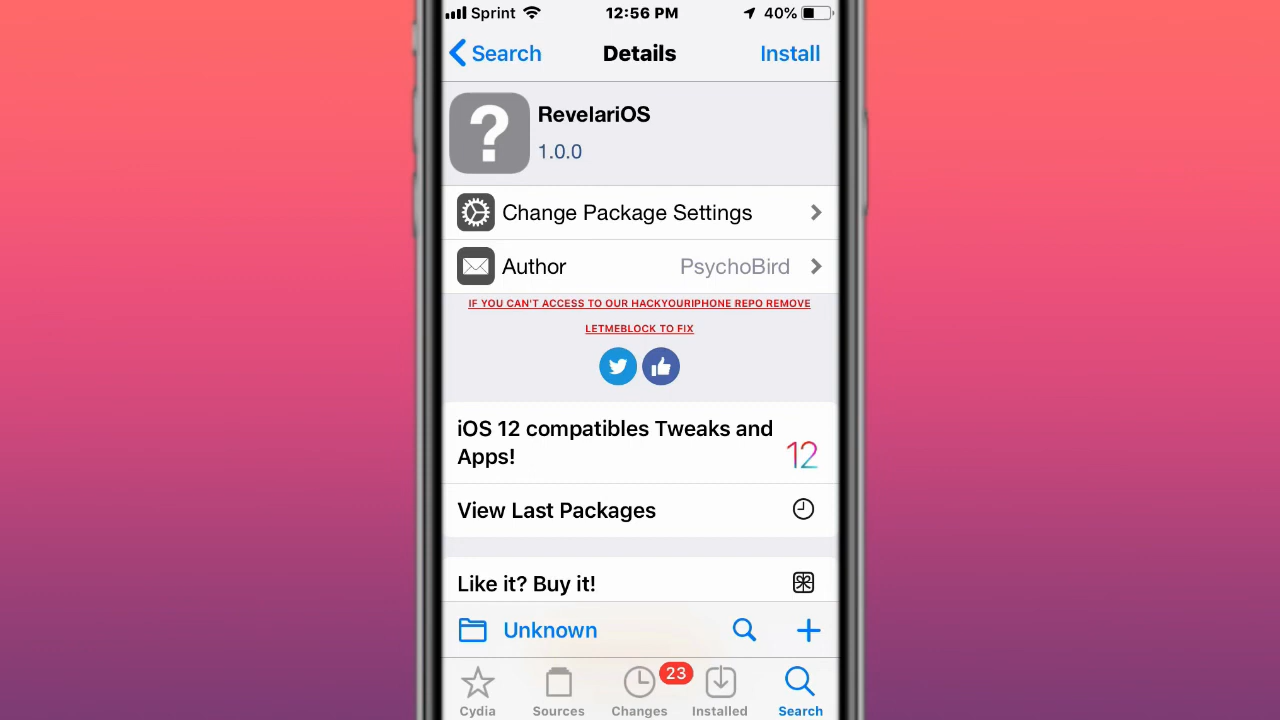 Sprint 12:56 PM 40%
Search Details Install
?
RevelariOS
1.0.0
Change Package Settings
Author PsychoBird
IF YOU CAN'T ACCESS TO OUR HACKYOURIPHONE REPO REMOVE
LETMEBLOCK TO FIX
iOS 12 compatibles Tweaks and
Apps!
12
View Last Packages
Like it? Buy it!
Unknown
23
Cydia Sources Changes Installed Search